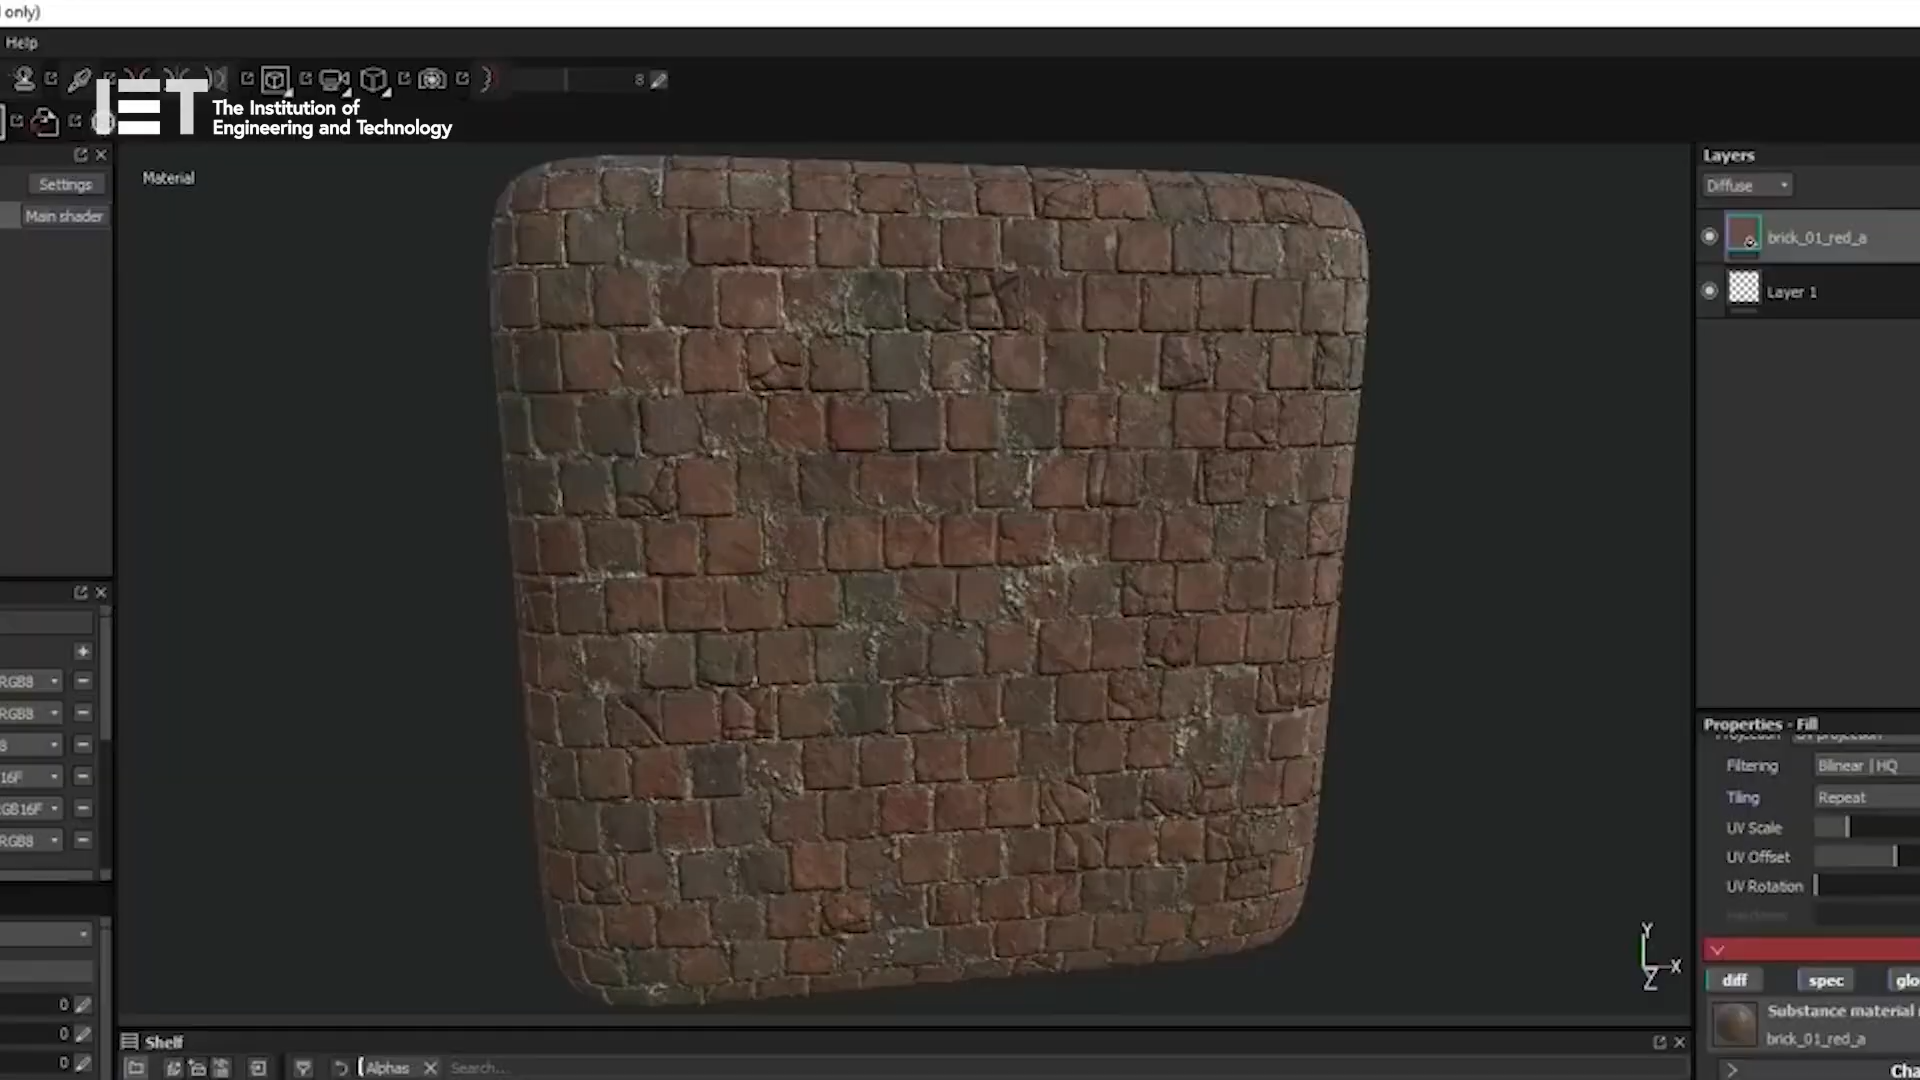 only)
Help
8
IET The Institution of
Engineering and Technology
Settings
Main shader
Material
Layers
Diffuse
brick_01_red_a
Layer 1
RGB8
RGB8
8
16F
RGB16F
RGB8
0
0
0
Properties - Fill
Filtering Bilinear | HQ
Tiling Repeat
UV Scale
UV Offset
UV Rotation
diff spec glo
Substance material
brick_01_red_a
Cha
Y
X
Z
Shelf
Alphas Search...